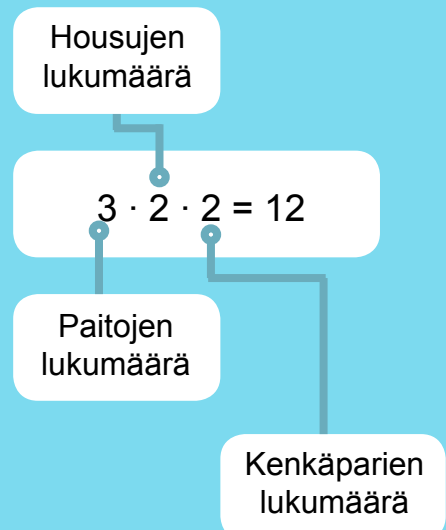 Housujen
lukumäärä
3 · 2 · 2 = 12
Paitojen
lukumäärä
Kenkäparien
lukumäärä